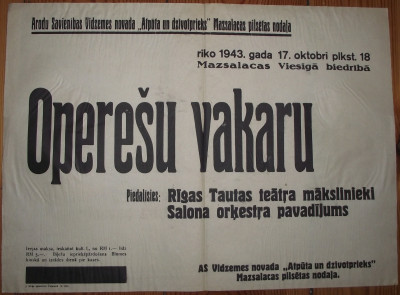 Arodu Savienības Vidzemes novada „Atpūta un dzīvotprieks" Mazsalacas pilsētas nodaļa
rīko 1943. gada 17. oktobrī plkst. 18
Mazsalacas Viesīgā biedrībā
Operešu vakaru
Piedalīsies: Rīgas Tautas teātra mākslinieki
Salona orķestra pavadījums
AS Vidzemes novada „Atpūta un dzīvotprieks"
Mazsalacas pilsētas nodaļa.